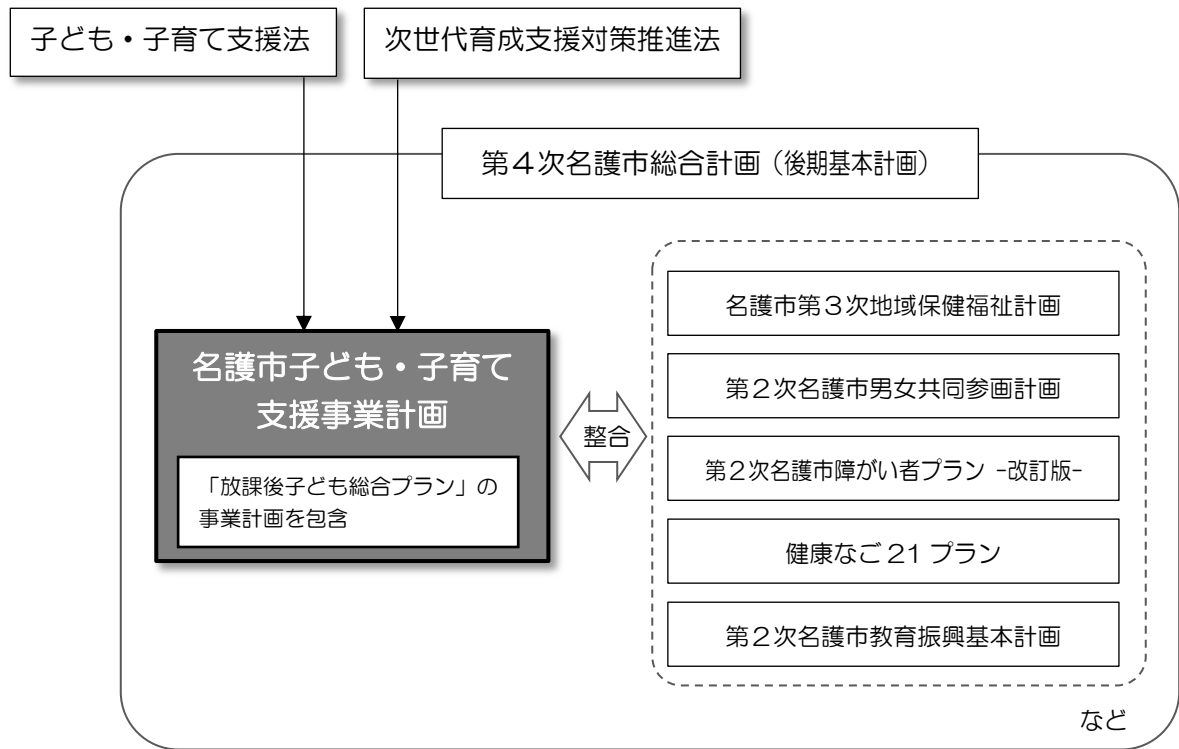 子ども・子育て支援法
次世代育成支援対策推進法
第4次名護市総合計画（後期基本計画）
名護市子ども・子育て
支援事業計画
「放課後子ども総合プラン」の
事業計画を包含
整合
名護市第3次地域保健福祉計画
第2次名護市男女共同参画計画
第2次名護市障がい者プラン -改訂版-
健康なご 21 プラン
第2次名護市教育振興基本計画
など